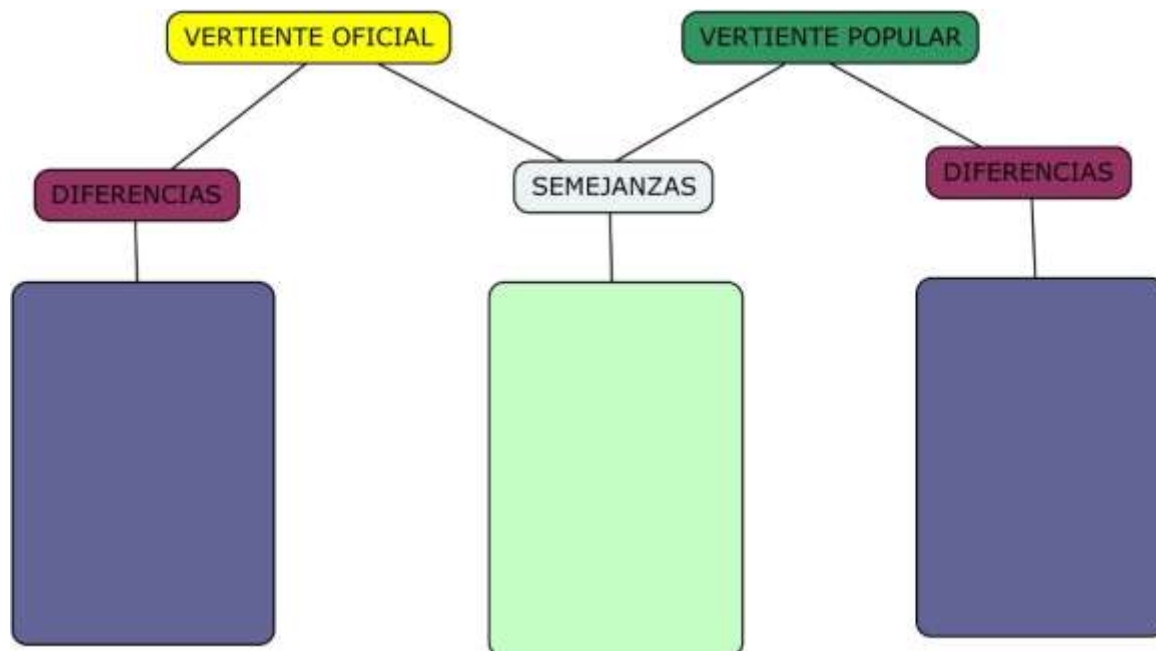 VERTIENTE OFICIAL
VERTIENTE POPULAR
DIFERENCIAS
SEMEJANZAS
DIFERENCIAS